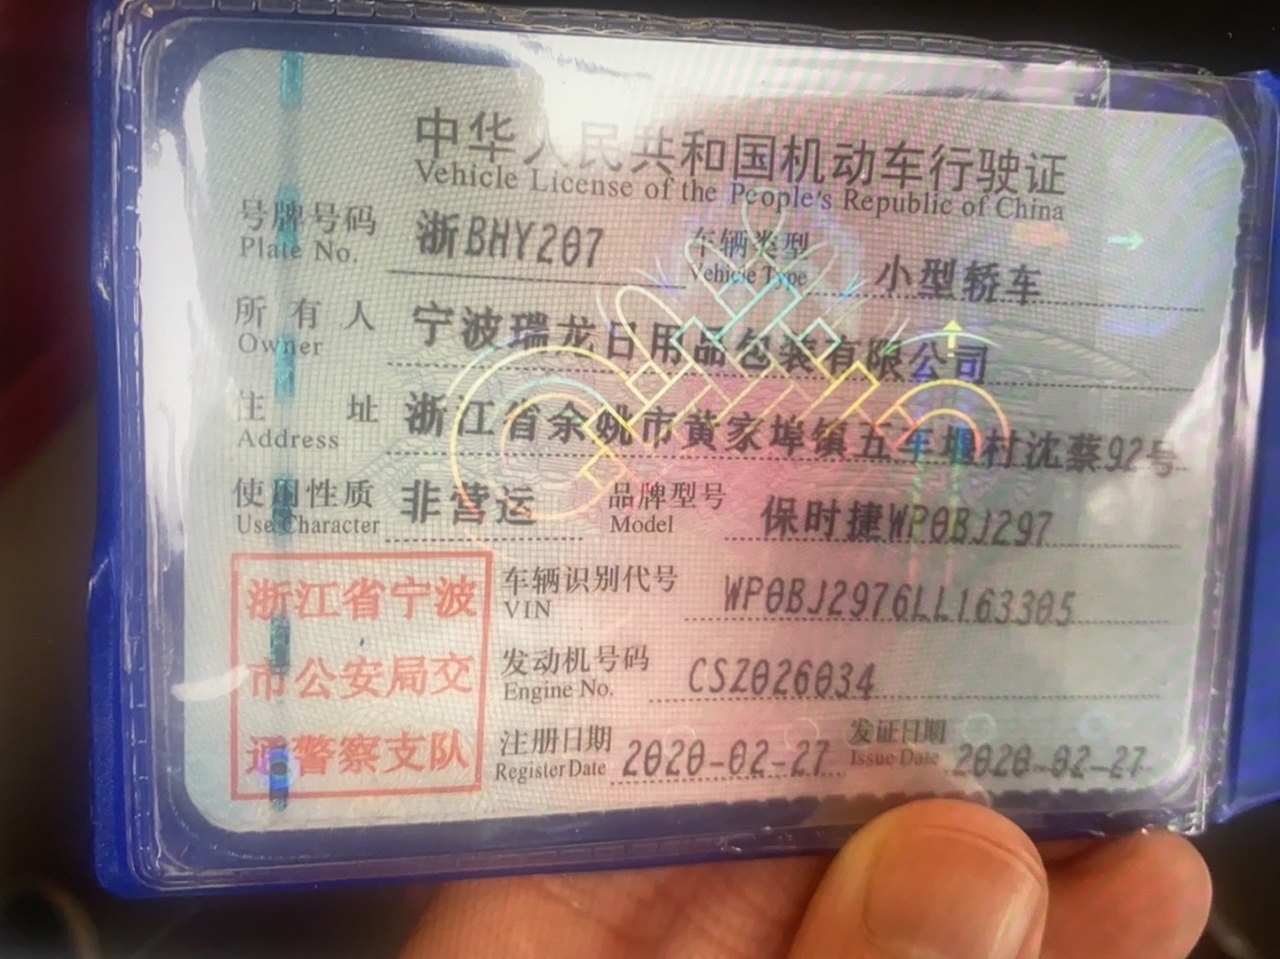 中华人民共和国机动车行驶证
Vehicle License of the People's Republic of China
号牌号码 浙BHY207 车辆类型 小型轿车
Plate No. Vehicle Type
所有人 宁波瑞龙日用品包装有限公司
Owner
住址 浙江省余姚市黄家埠镇五车堰村沈蔡92号
Address
使用性质 非营运 品牌型号 保时捷WP0BJ297
Use Character Model
车辆识别代号 WP0BJ2976LL163305
VIN
发动机号码 CSZ026034
Engine No.
注册日期 2020-02-27 发证日期 2020-02-27
Register Date Issue Date
浙江省宁波
市公安局交
通警察支队